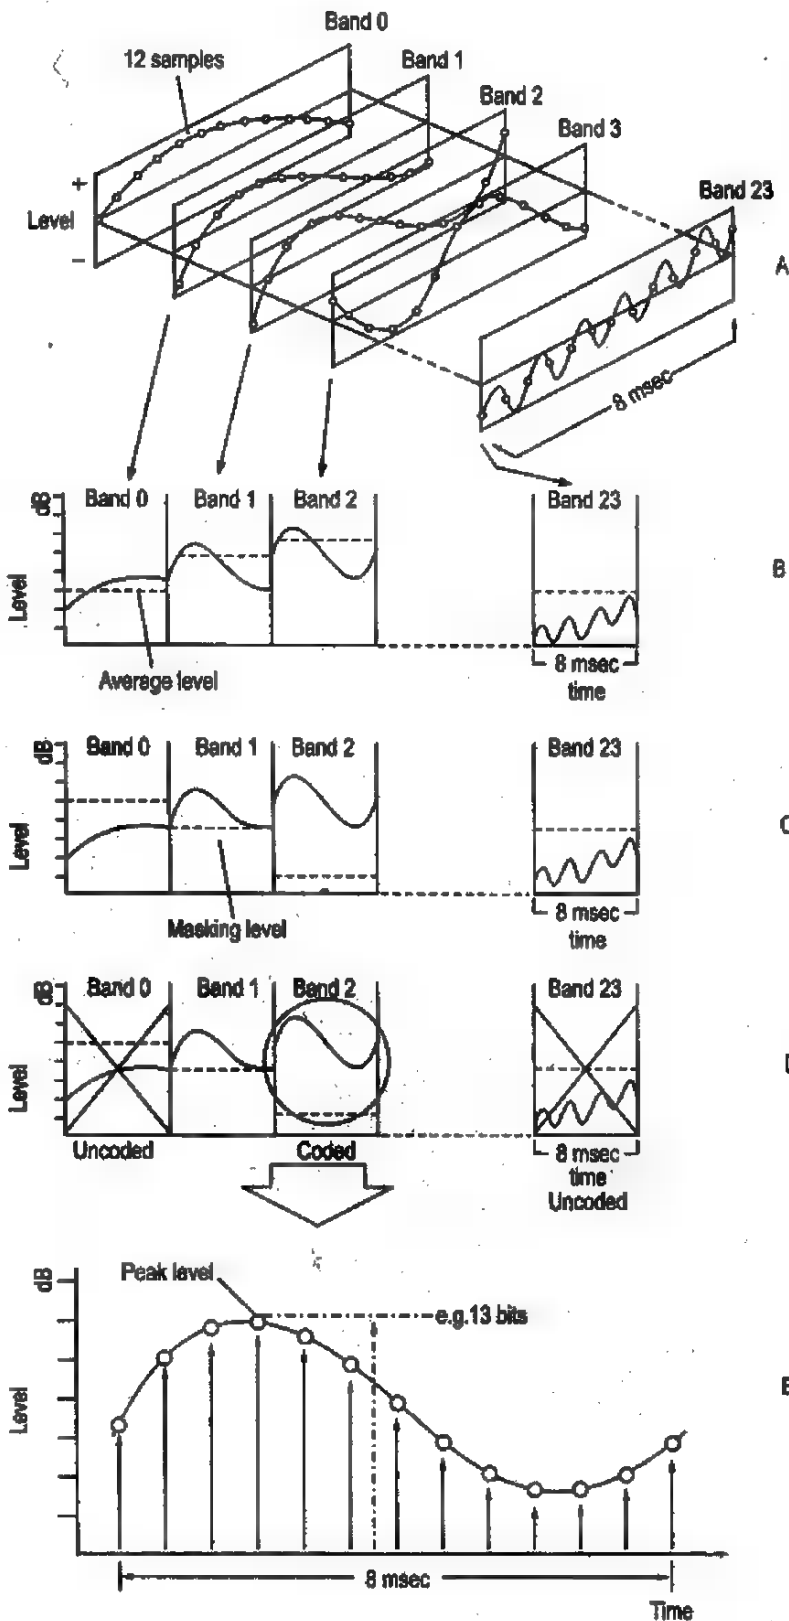 Band 0
12 samples
Band 1
Band 2
Band 3
+
Level
−
Band 23
A
8 msec
dB
Band 0
Band 1
Band 2
Band 23
Level
B
Average level
8 msec
time
dB
Band 0
Band 1
Band 2
Band 23
Level
Masking level
8 msec
time
dB
Band 0
Band 1
Band 2
Band 23
Level
Uncoded
Coded
8 msec
time
Uncoded
dB
Peak level
e.g.13 bits
Level
8 msec
Time